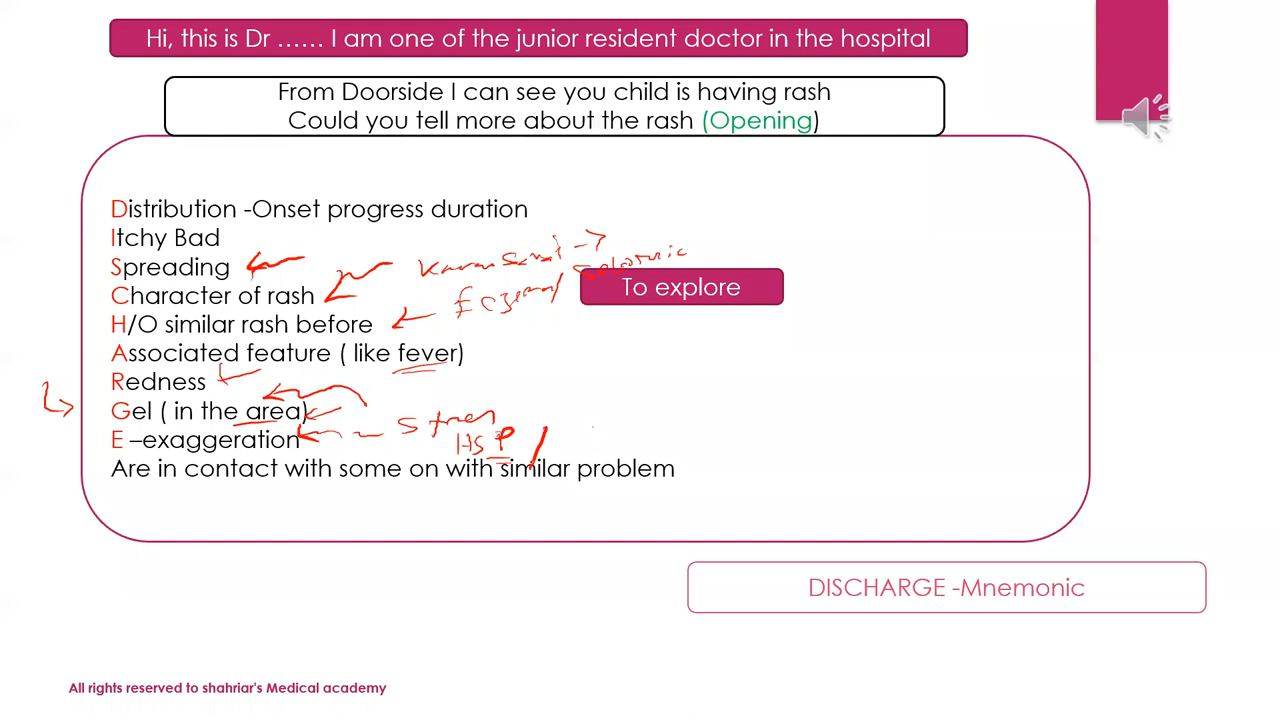 Hi, this is Dr …… I am one of the junior resident doctor in the hospital
From Doorside I can see you child is having rash
Could you tell more about the rash (Opening)
Distribution -Onset progress duration
Itchy Bad
Spreading
Character of rash
To explore
H/O similar rash before
Eczema/
Associated feature ( like fever)
Redness
Gel ( in the area)
E –exaggeration
HSP
Are in contact with some on with similar problem
DISCHARGE -Mnemonic
All rights reserved to shahriar's Medical academy